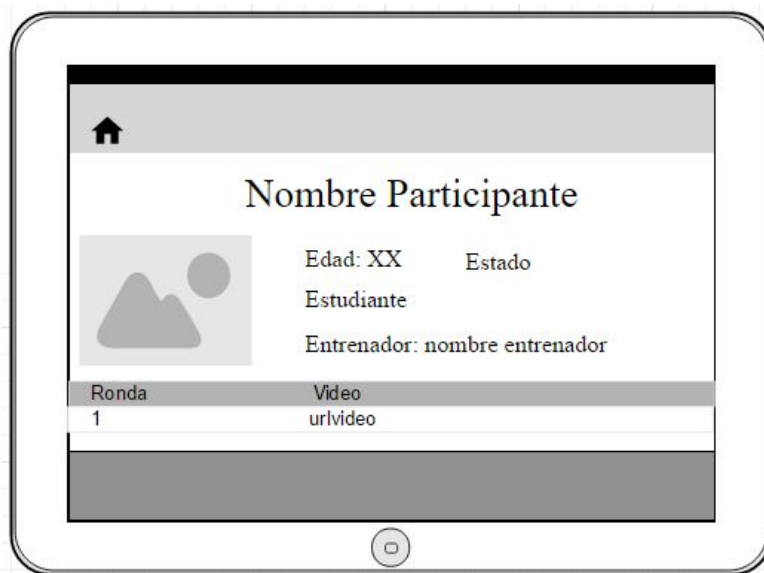 Nombre Participante
Edad: XX Estado
Estudiante
Entrenador: nombre entrenador
Ronda Video
1 urlvideo